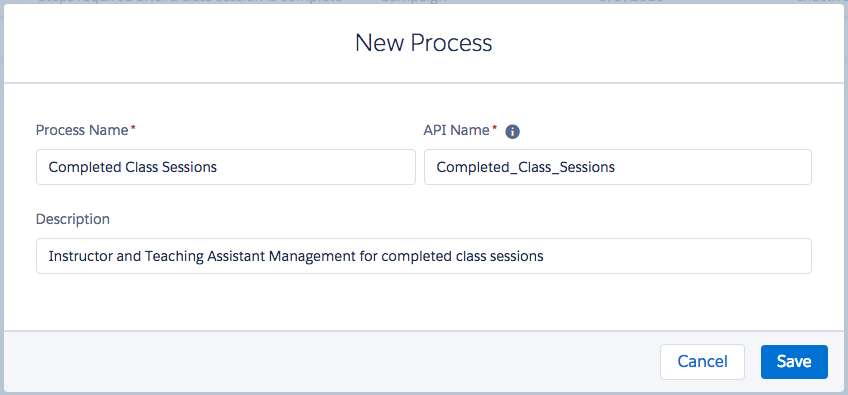 New Process
Process Name* API Name*
Completed Class Sessions Completed_Class_Sessions
Description
Instructor and Teaching Assistant Management for completed class sessions
Cancel Save